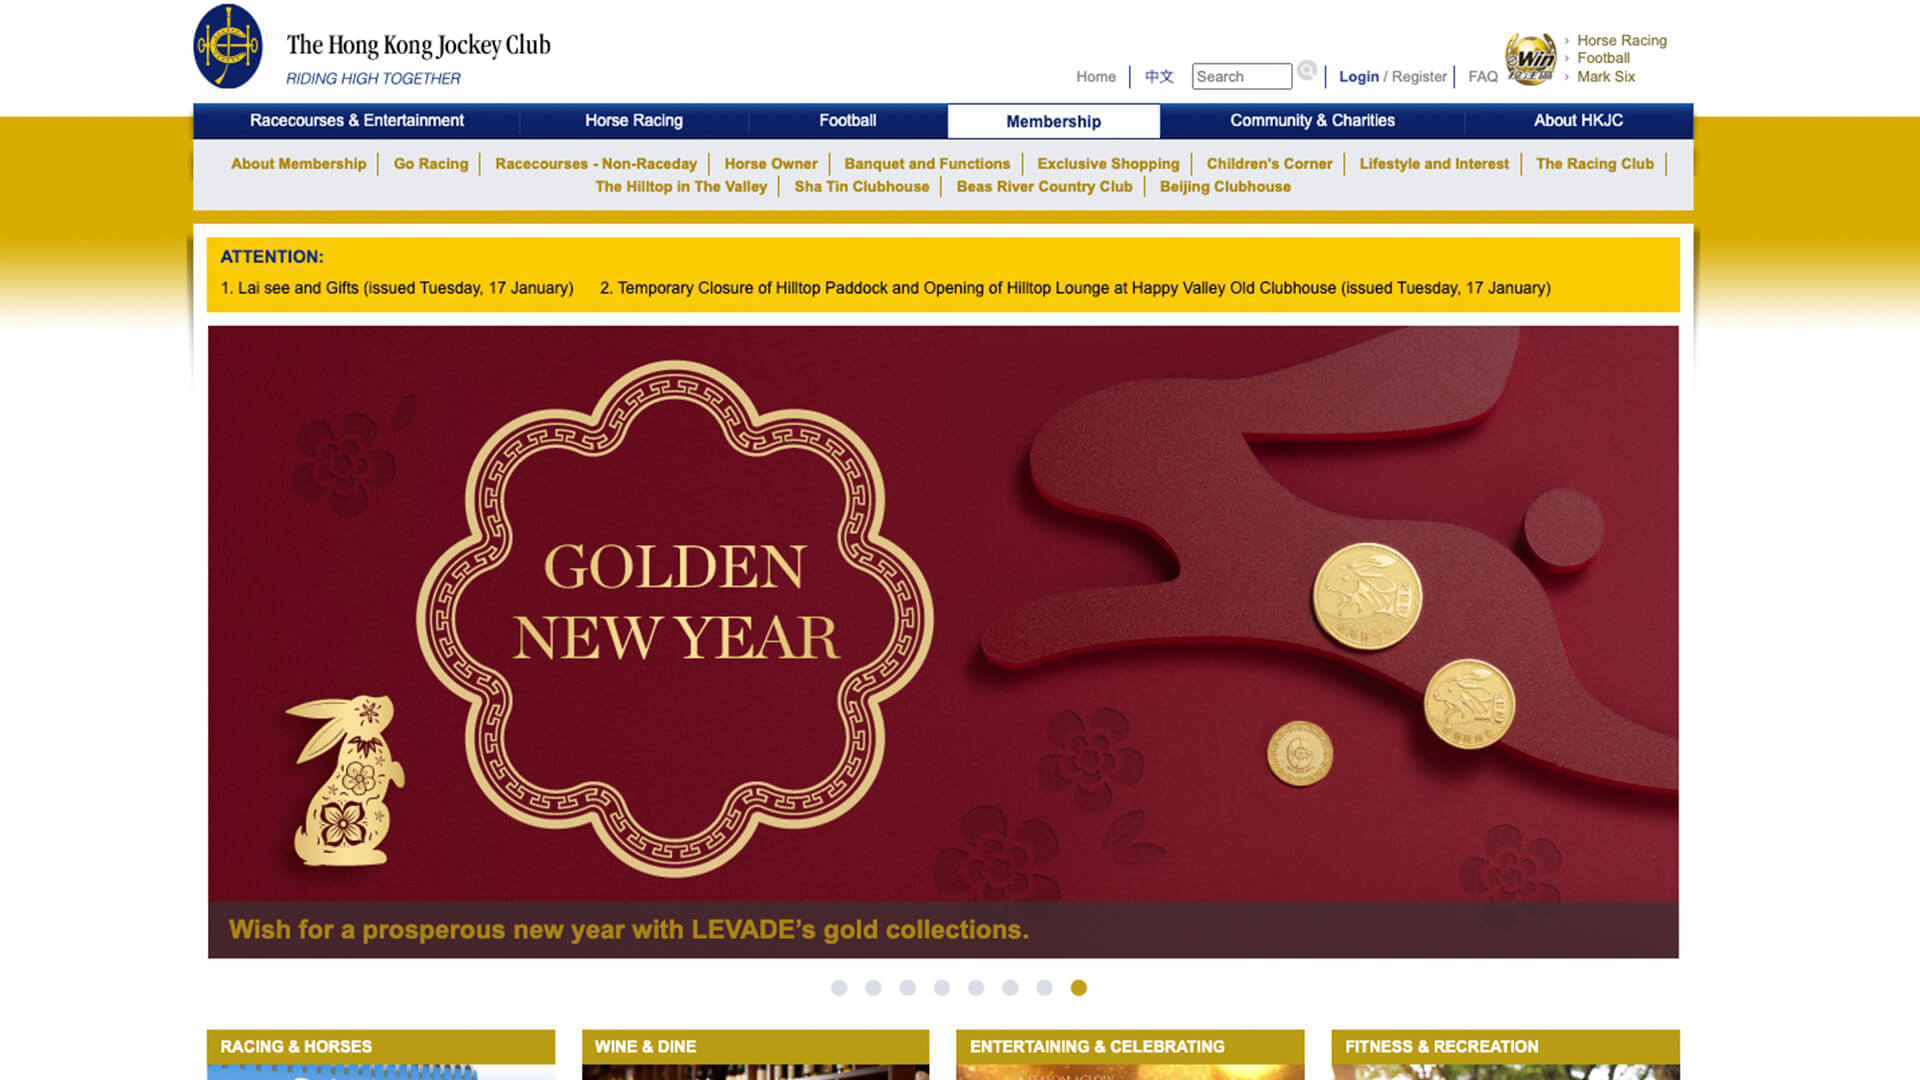 The Hong Kong Jockey Club
RIDING HIGH TOGETHER
Home
中文
Search
Login / Register
FAQ
eWin
投注區
Horse Racing
Football
Mark Six
Racecourses & Entertainment
Horse Racing
Football
Membership
Community & Charities
About HKJC
About Membership
Go Racing
Racecourses - Non-Raceday
Horse Owner
Banquet and Functions
Exclusive Shopping
Children's Corner
Lifestyle and Interest
The Racing Club
The Hilltop in The Valley
Sha Tin Clubhouse
Beas River Country Club
Beijing Clubhouse
ATTENTION:
1. Lai see and Gifts (issued Tuesday, 17 January)
2. Temporary Closure of Hilltop Paddock and Opening of Hilltop Lounge at Happy Valley Old Clubhouse (issued Tuesday, 17 January)
GOLDEN
NEW YEAR
Wish for a prosperous new year with LEVADE’s gold collections.
RACING & HORSES
WINE & DINE
ENTERTAINING & CELEBRATING
FITNESS & RECREATION